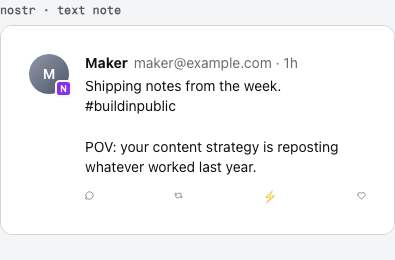 nostr · text note
M
N
Maker maker@example.com · 1h
Shipping notes from the week.
#buildinpublic
POV: your content strategy is reposting
whatever worked last year.